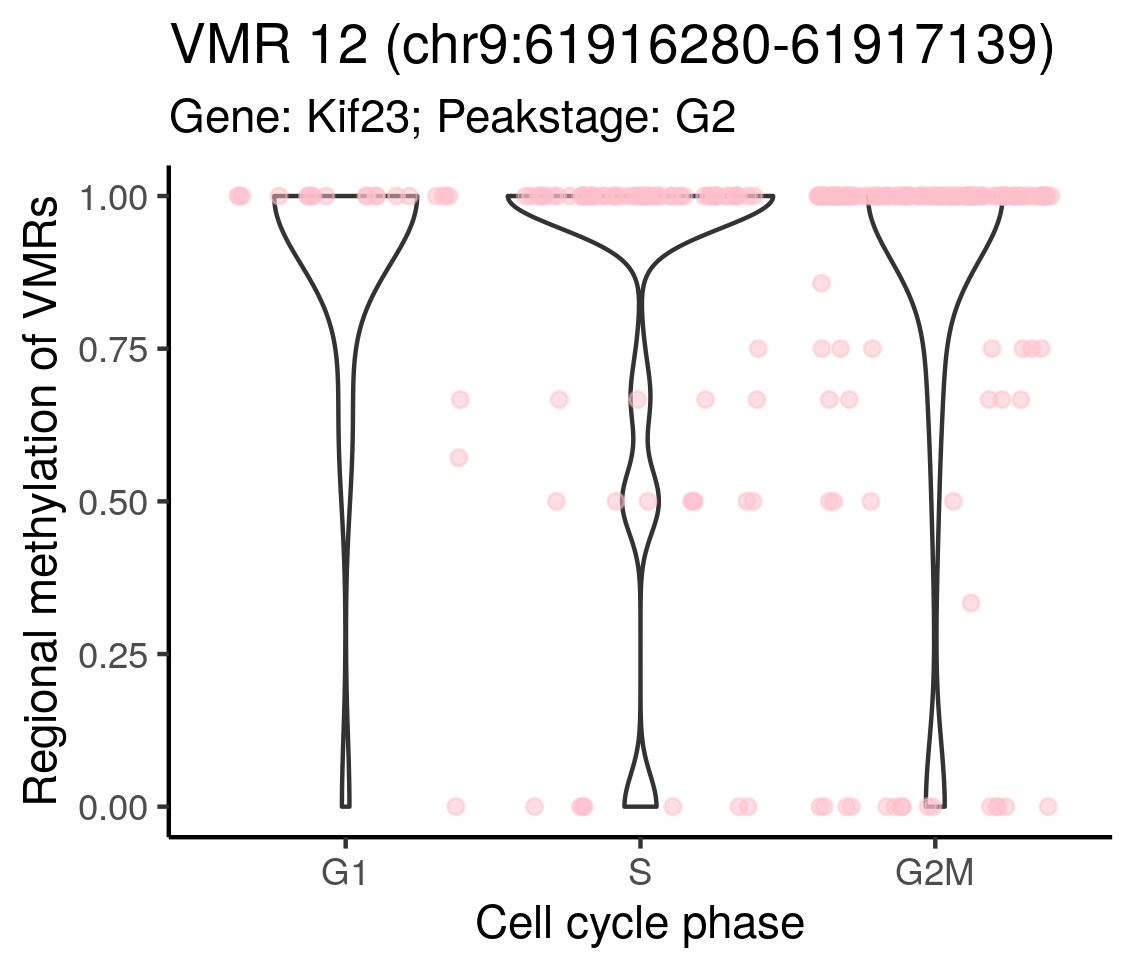 VMR 12 (chr9:61916280-61917139)
Gene: Kif23; Peakstage: G2
Regional methylation of VMRs
1.00
0.75
0.50
0.25
0.00
G1 S G2M
Cell cycle phase